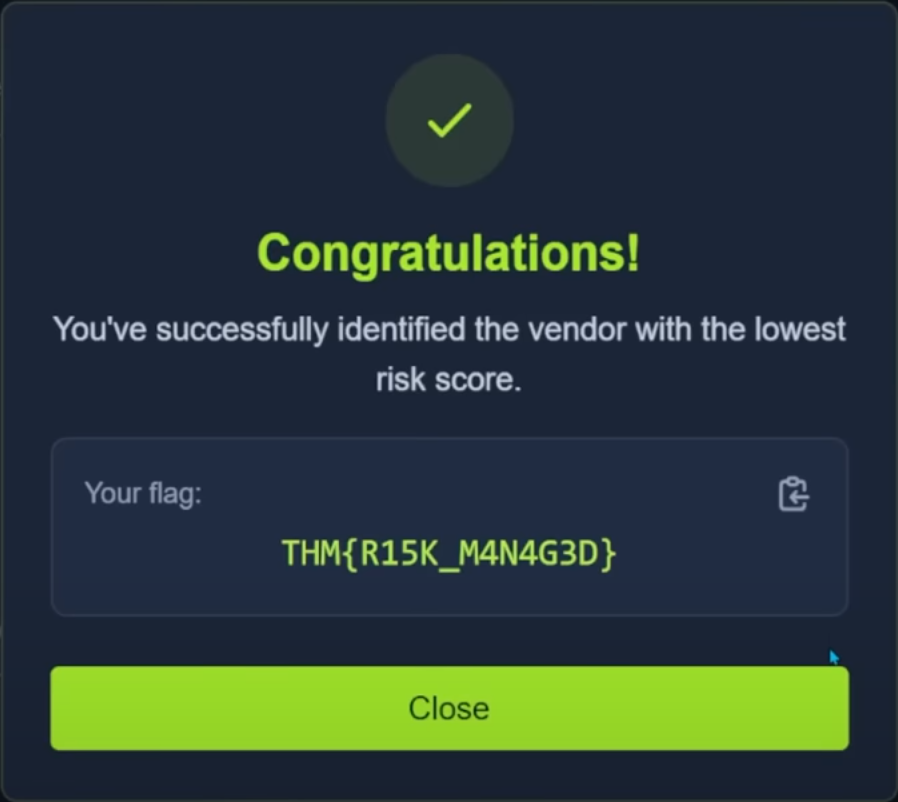 Congratulations!
You've successfully identified the vendor with the lowest
risk score.
Your flag:
THM{R15K_M4N4G3D}
Close